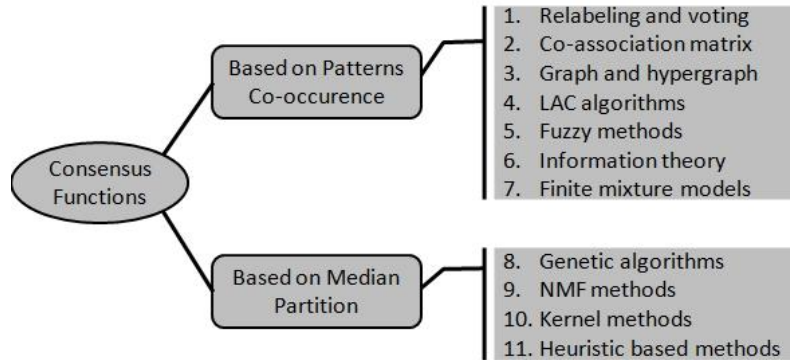 Consensus
Functions
Based on Patterns
Co-occurence
1. Relabeling and voting
2. Co-association matrix
3. Graph and hypergraph
4. LAC algorithms
5. Fuzzy methods
6. Information theory
7. Finite mixture models
Based on Median
Partition
8. Genetic algorithms
9. NMF methods
10. Kernel methods
11. Heuristic based methods